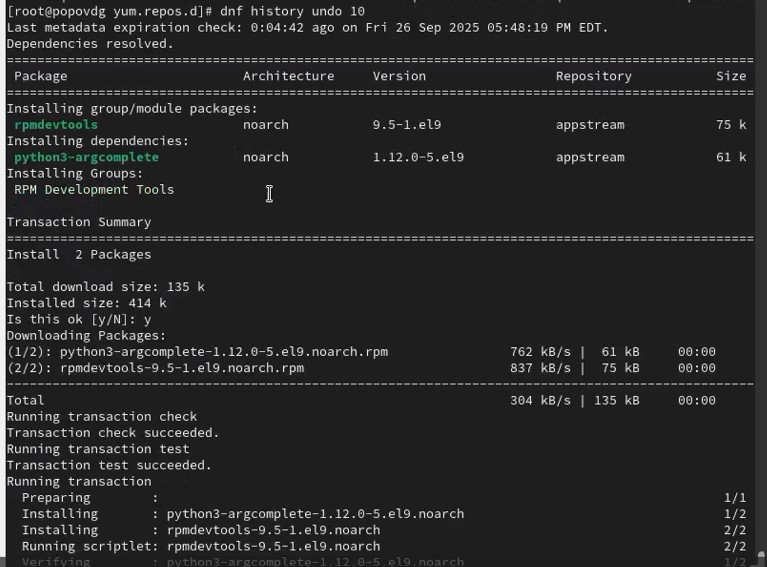 [root@popovdg yum.repos.d]# dnf history undo 10
Last metadata expiration check: 0:04:42 ago on Fri 26 Sep 2025 05:48:19 PM EDT.
Dependencies resolved.
================================================================================
Package Architecture Version Repository Size
================================================================================
Installing group/module packages:
rpmdevtools noarch 9.5-1.el9 appstream 75 k
Installing dependencies:
python3-argcomplete noarch 1.12.0-5.el9 appstream 61 k
Installing Groups:
RPM Development Tools
Transaction Summary
================================================================================
Install 2 Packages
Total download size: 135 k
Installed size: 414 k
Is this ok [y/N]: y
Downloading Packages:
(1/2): python3-argcomplete-1.12.0-5.el9.noarch.rpm 762 kB/s | 61 kB 00:00
(2/2): rpmdevtools-9.5-1.el9.noarch.rpm 837 kB/s | 75 kB 00:00
--------------------------------------------------------------------------------
Total 304 kB/s | 135 kB 00:00
Running transaction check
Transaction check succeeded.
Running transaction test
Transaction test succeeded.
Running transaction
Preparing : 1/1
Installing : python3-argcomplete-1.12.0-5.el9.noarch 1/2
Installing : rpmdevtools-9.5-1.el9.noarch 2/2
Running scriptlet: rpmdevtools-9.5-1.el9.noarch 2/2
Verifying : python3-argcomplete-1.12.0-5.el9.noarch 1/2